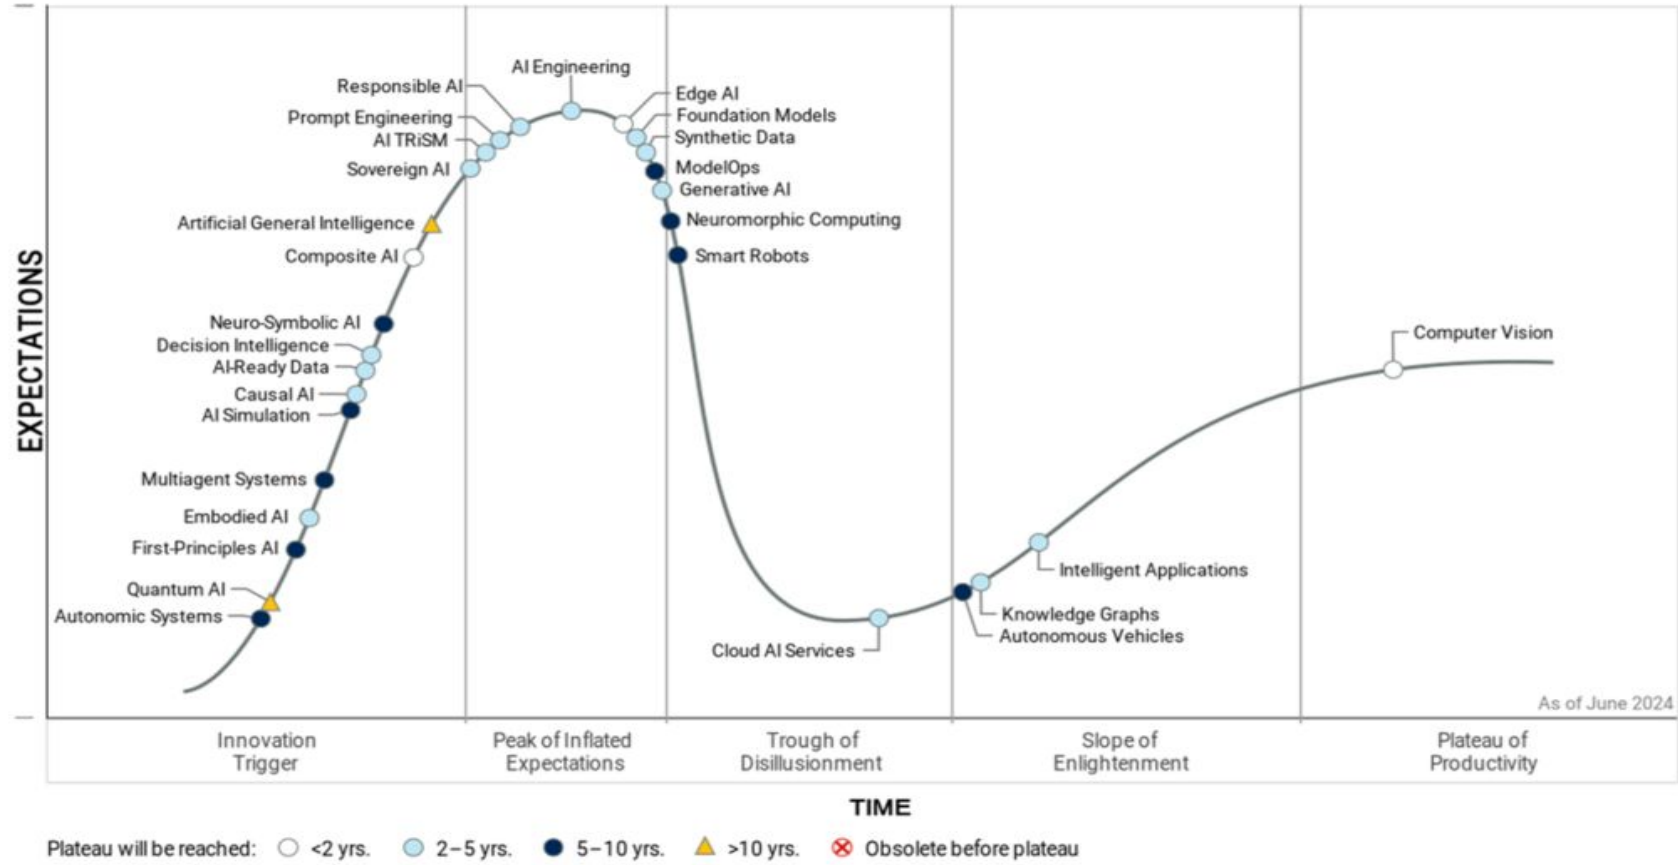 AI Engineering
Responsible AI
Edge AI
Prompt Engineering
Foundation Models
AI TRiSM
Synthetic Data
Sovereign AI
ModelOps
Generative AI
Artificial General Intelligence
Neuromorphic Computing
Composite AI
Smart Robots
Neuro-Symbolic AI
Decision Intelligence
AI-Ready Data
Causal AI
AI Simulation
Computer Vision
Multiagent Systems
Embodied AI
First-Principles AI
Quantum AI
Autonomic Systems
Intelligent Applications
Knowledge Graphs
Autonomous Vehicles
Cloud AI Services
EXPECTATIONS
As of June 2024
Innovation
Trigger
Peak of Inflated
Expectations
Trough of
Disillusionment
Slope of
Enlightenment
Plateau of
Productivity
TIME
Plateau will be reached: <2 yrs. 2–5 yrs. 5–10 yrs. >10 yrs. Obsolete before plateau